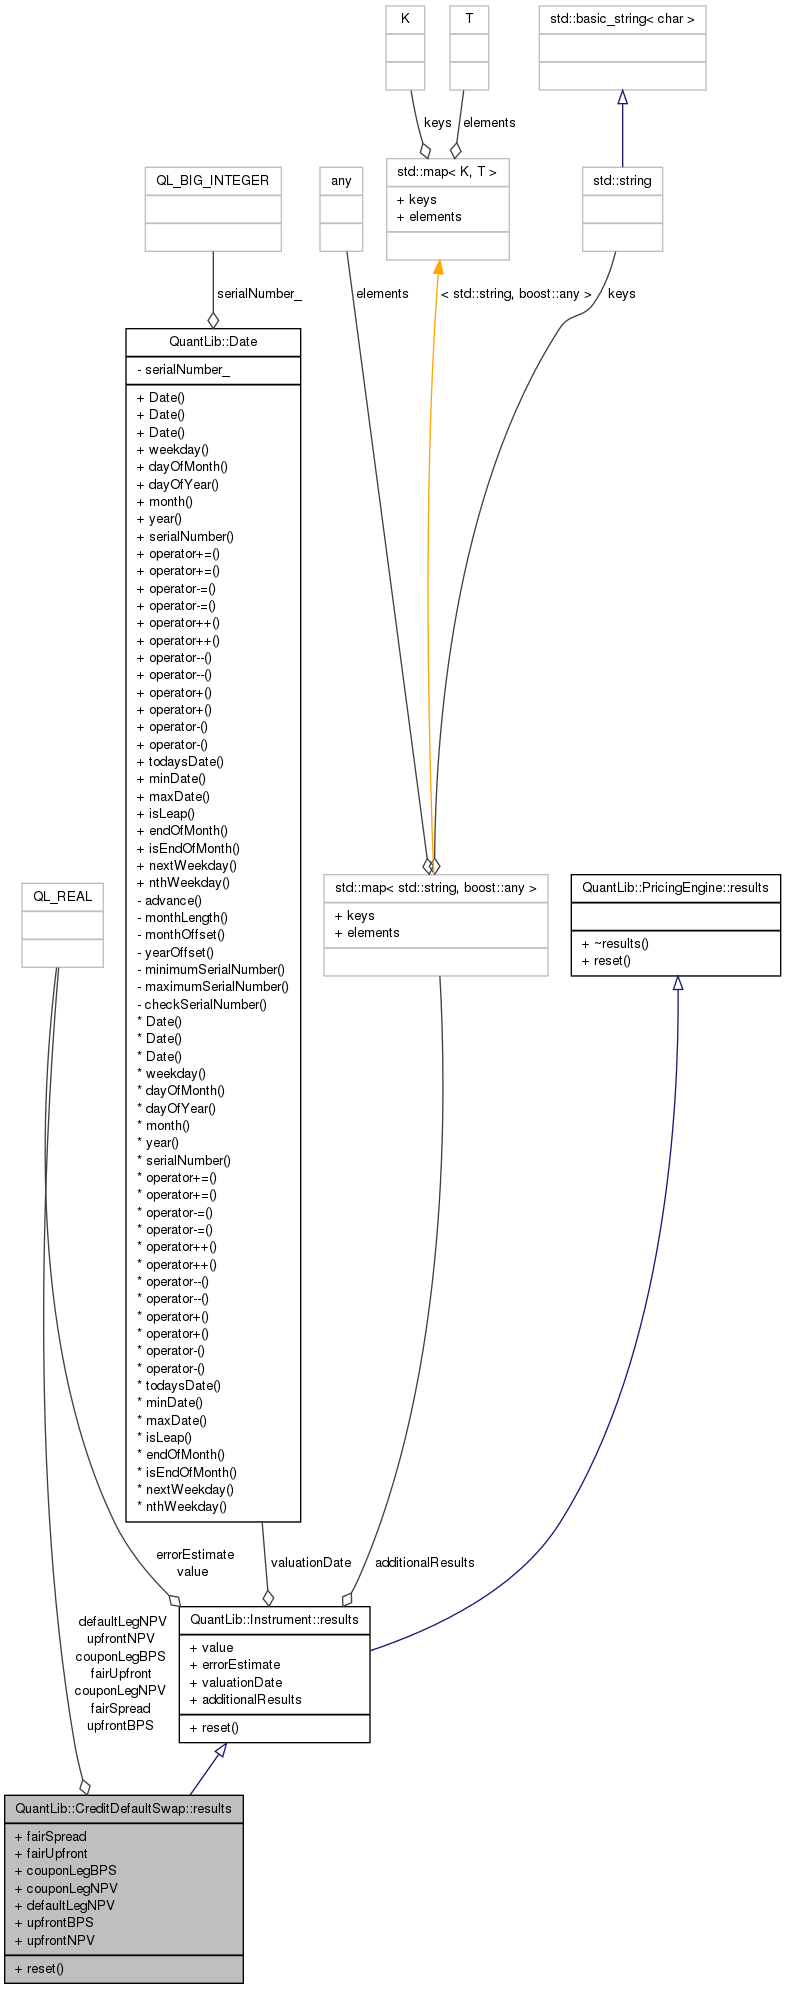 K
T
std::basic_string< char >
keys
elements
QL_BIG_INTEGER
any
std::map< K, T >
+ keys
+ elements
std::string
serialNumber_
elements
< std::string, boost::any >
keys
QuantLib::Date
- serialNumber_
+ Date()
+ Date()
+ Date()
+ weekday()
+ dayOfMonth()
+ dayOfYear()
+ month()
+ year()
+ serialNumber()
+ operator+=()
+ operator+=()
+ operator-=()
+ operator-=()
+ operator++()
+ operator++()
+ operator--()
+ operator--()
+ operator+()
+ operator+()
+ operator-()
+ operator-()
+ todaysDate()
+ minDate()
+ maxDate()
+ isLeap()
+ endOfMonth()
+ isEndOfMonth()
+ nextWeekday()
+ nthWeekday()
- advance()
- monthLength()
- monthOffset()
- yearOffset()
- minimumSerialNumber()
- maximumSerialNumber()
- checkSerialNumber()
* Date()
* Date()
* Date()
* weekday()
* dayOfMonth()
* dayOfYear()
* month()
* year()
* serialNumber()
* operator+=()
* operator+=()
* operator-=()
* operator-=()
* operator++()
* operator++()
* operator--()
* operator--()
* operator+()
* operator+()
* operator-()
* operator-()
* todaysDate()
* minDate()
* maxDate()
* isLeap()
* endOfMonth()
* isEndOfMonth()
* nextWeekday()
* nthWeekday()
QL_REAL
std::map< std::string, boost::any >
+ keys
+ elements
QuantLib::PricingEngine::results
+ ~results()
+ reset()
errorEstimate
value
valuationDate
additionalResults
QuantLib::Instrument::results
+ value
+ errorEstimate
+ valuationDate
+ additionalResults
+ reset()
defaultLegNPV
upfrontNPV
couponLegBPS
fairUpfront
couponLegNPV
fairSpread
upfrontBPS
QuantLib::CreditDefaultSwap::results
+ fairSpread
+ fairUpfront
+ couponLegBPS
+ couponLegNPV
+ defaultLegNPV
+ upfrontBPS
+ upfrontNPV
+ reset()